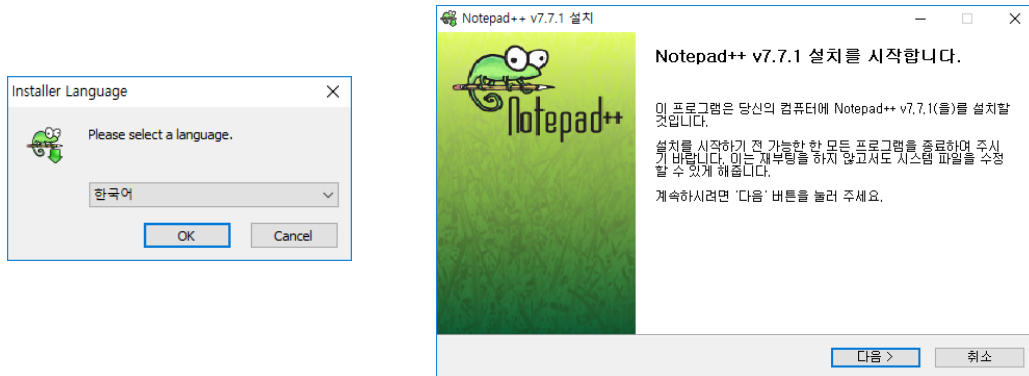 Installer Language
Please select a language.
한국어
OK
Cancel
Notepad++ v7.7.1 설치
Notepad++
Notepad++ v7.7.1 설치를 시작합니다.
이 프로그램은 당신의 컴퓨터에 Notepad++ v7.7.1(을)를 설치할
것입니다.
설치를 시작하기 전 가능한 한 모든 프로그램을 종료하여 주시
기 바랍니다. 이는 재부팅을 하지 않고서도 시스템 파일을 수정
할 수 있게 해줍니다.
계속하시려면 '다음' 버튼을 눌러 주세요.
다음 >
취소